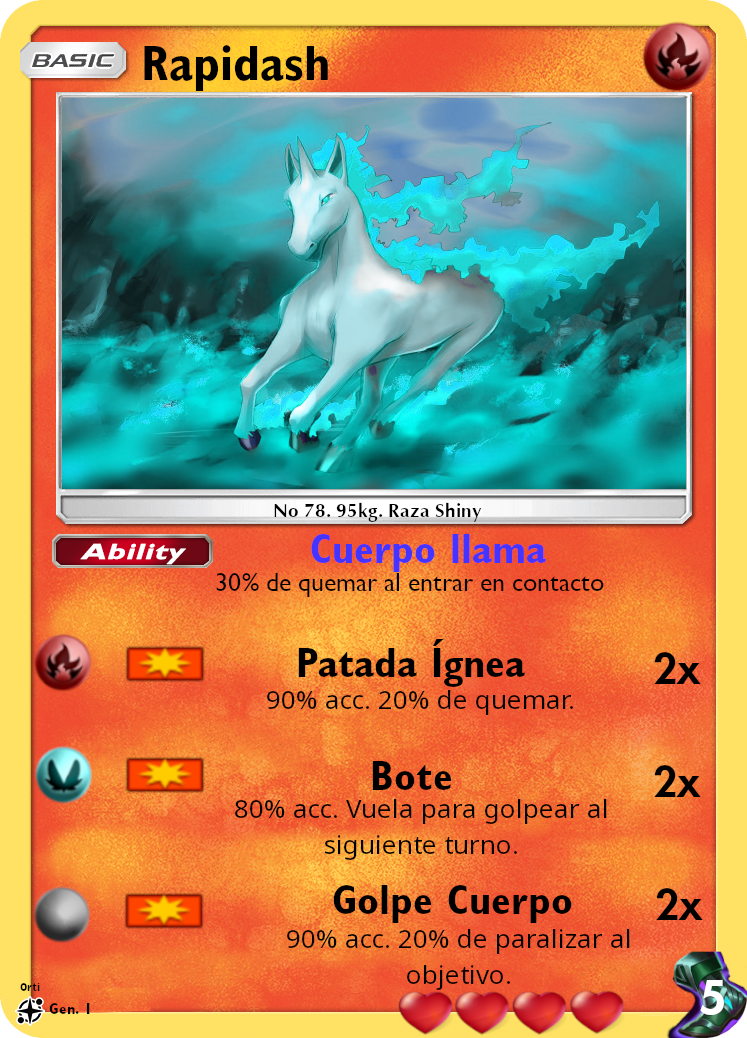 BASIC
Rapidash
No 78. 95kg. Raza Shiny
Ability
Cuerpo llama
30% de quemar al entrar en contacto
Patada Ígnea
2x
90% acc. 20% de quemar.
Bote
2x
80% acc. Vuela para golpear al
siguiente turno.
Golpe Cuerpo
2x
90% acc. 20% de paralizar al
objetivo.
Orti
Gen. I
5